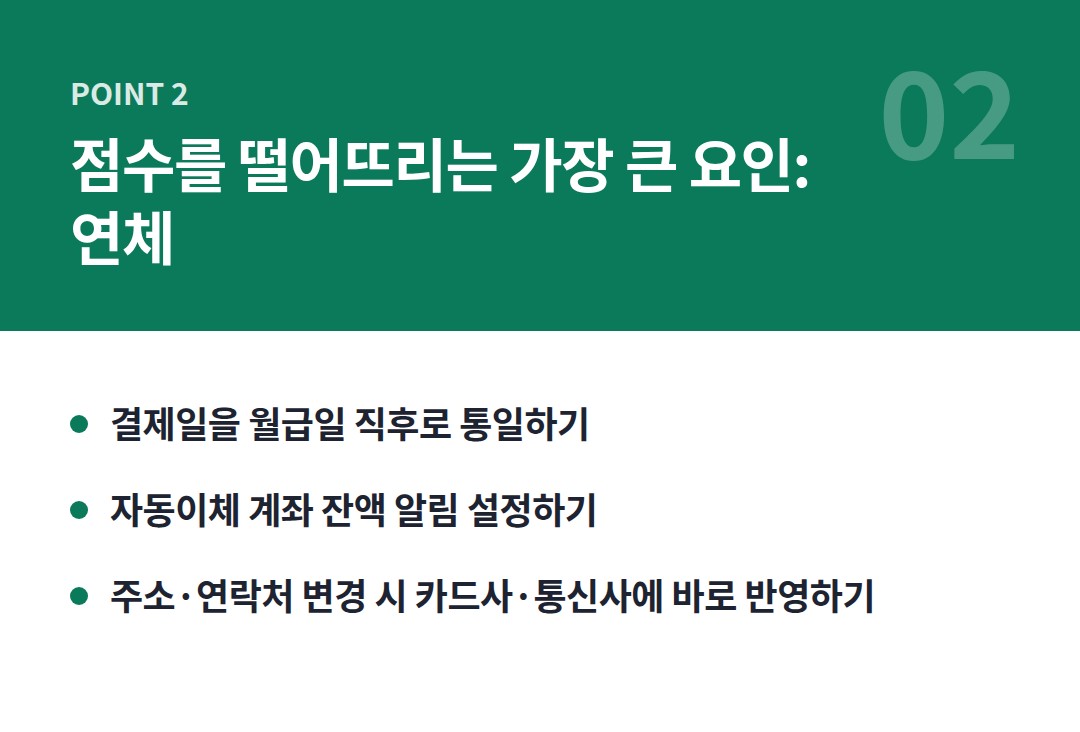 POINT 2
02
점수를 떨어뜨리는 가장 큰 요인:
연체
결제일을 월급일 직후로 통일하기
자동이체 계좌 잔액 알림 설정하기
주소·연락처 변경 시 카드사·통신사에 바로 반영하기